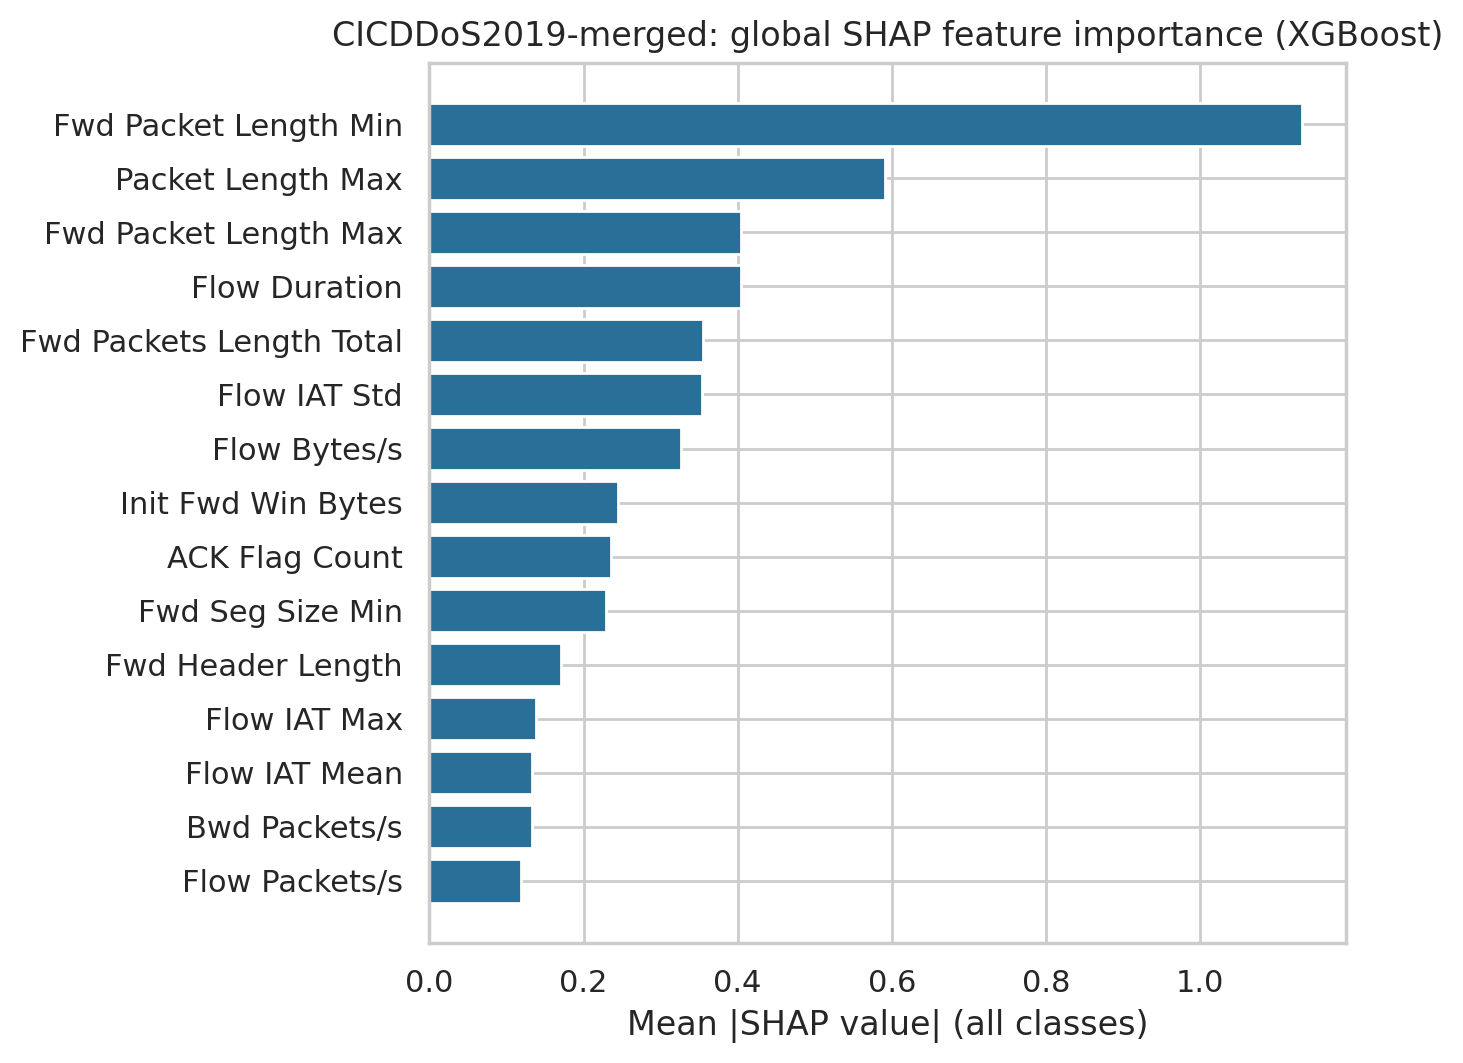 CICDDoS2019-merged: global SHAP feature importance (XGBoost)
Fwd Packet Length Min
Packet Length Max
Fwd Packet Length Max
Flow Duration
Fwd Packets Length Total
Flow IAT Std
Flow Bytes/s
Init Fwd Win Bytes
ACK Flag Count
Fwd Seg Size Min
Fwd Header Length
Flow IAT Max
Flow IAT Mean
Bwd Packets/s
Flow Packets/s
0.0 0.2 0.4 0.6 0.8 1.0
Mean |SHAP value| (all classes)